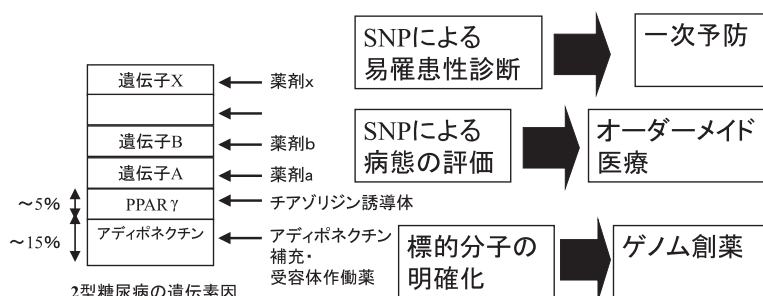 遺伝子X
遺伝子B
遺伝子A
PPARγ
アディポネクチン
~5%
~15%
薬剤x
薬剤b
薬剤a
チアゾリジン誘導体
アディポネクチン
補充・
受容体作働薬
2型糖尿病の遺伝素因
SNPによる
易罹患性診断
一次予防
SNPによる
病態の評価
オーダーメイド
医療
標的分子の
明確化
ゲノム創薬